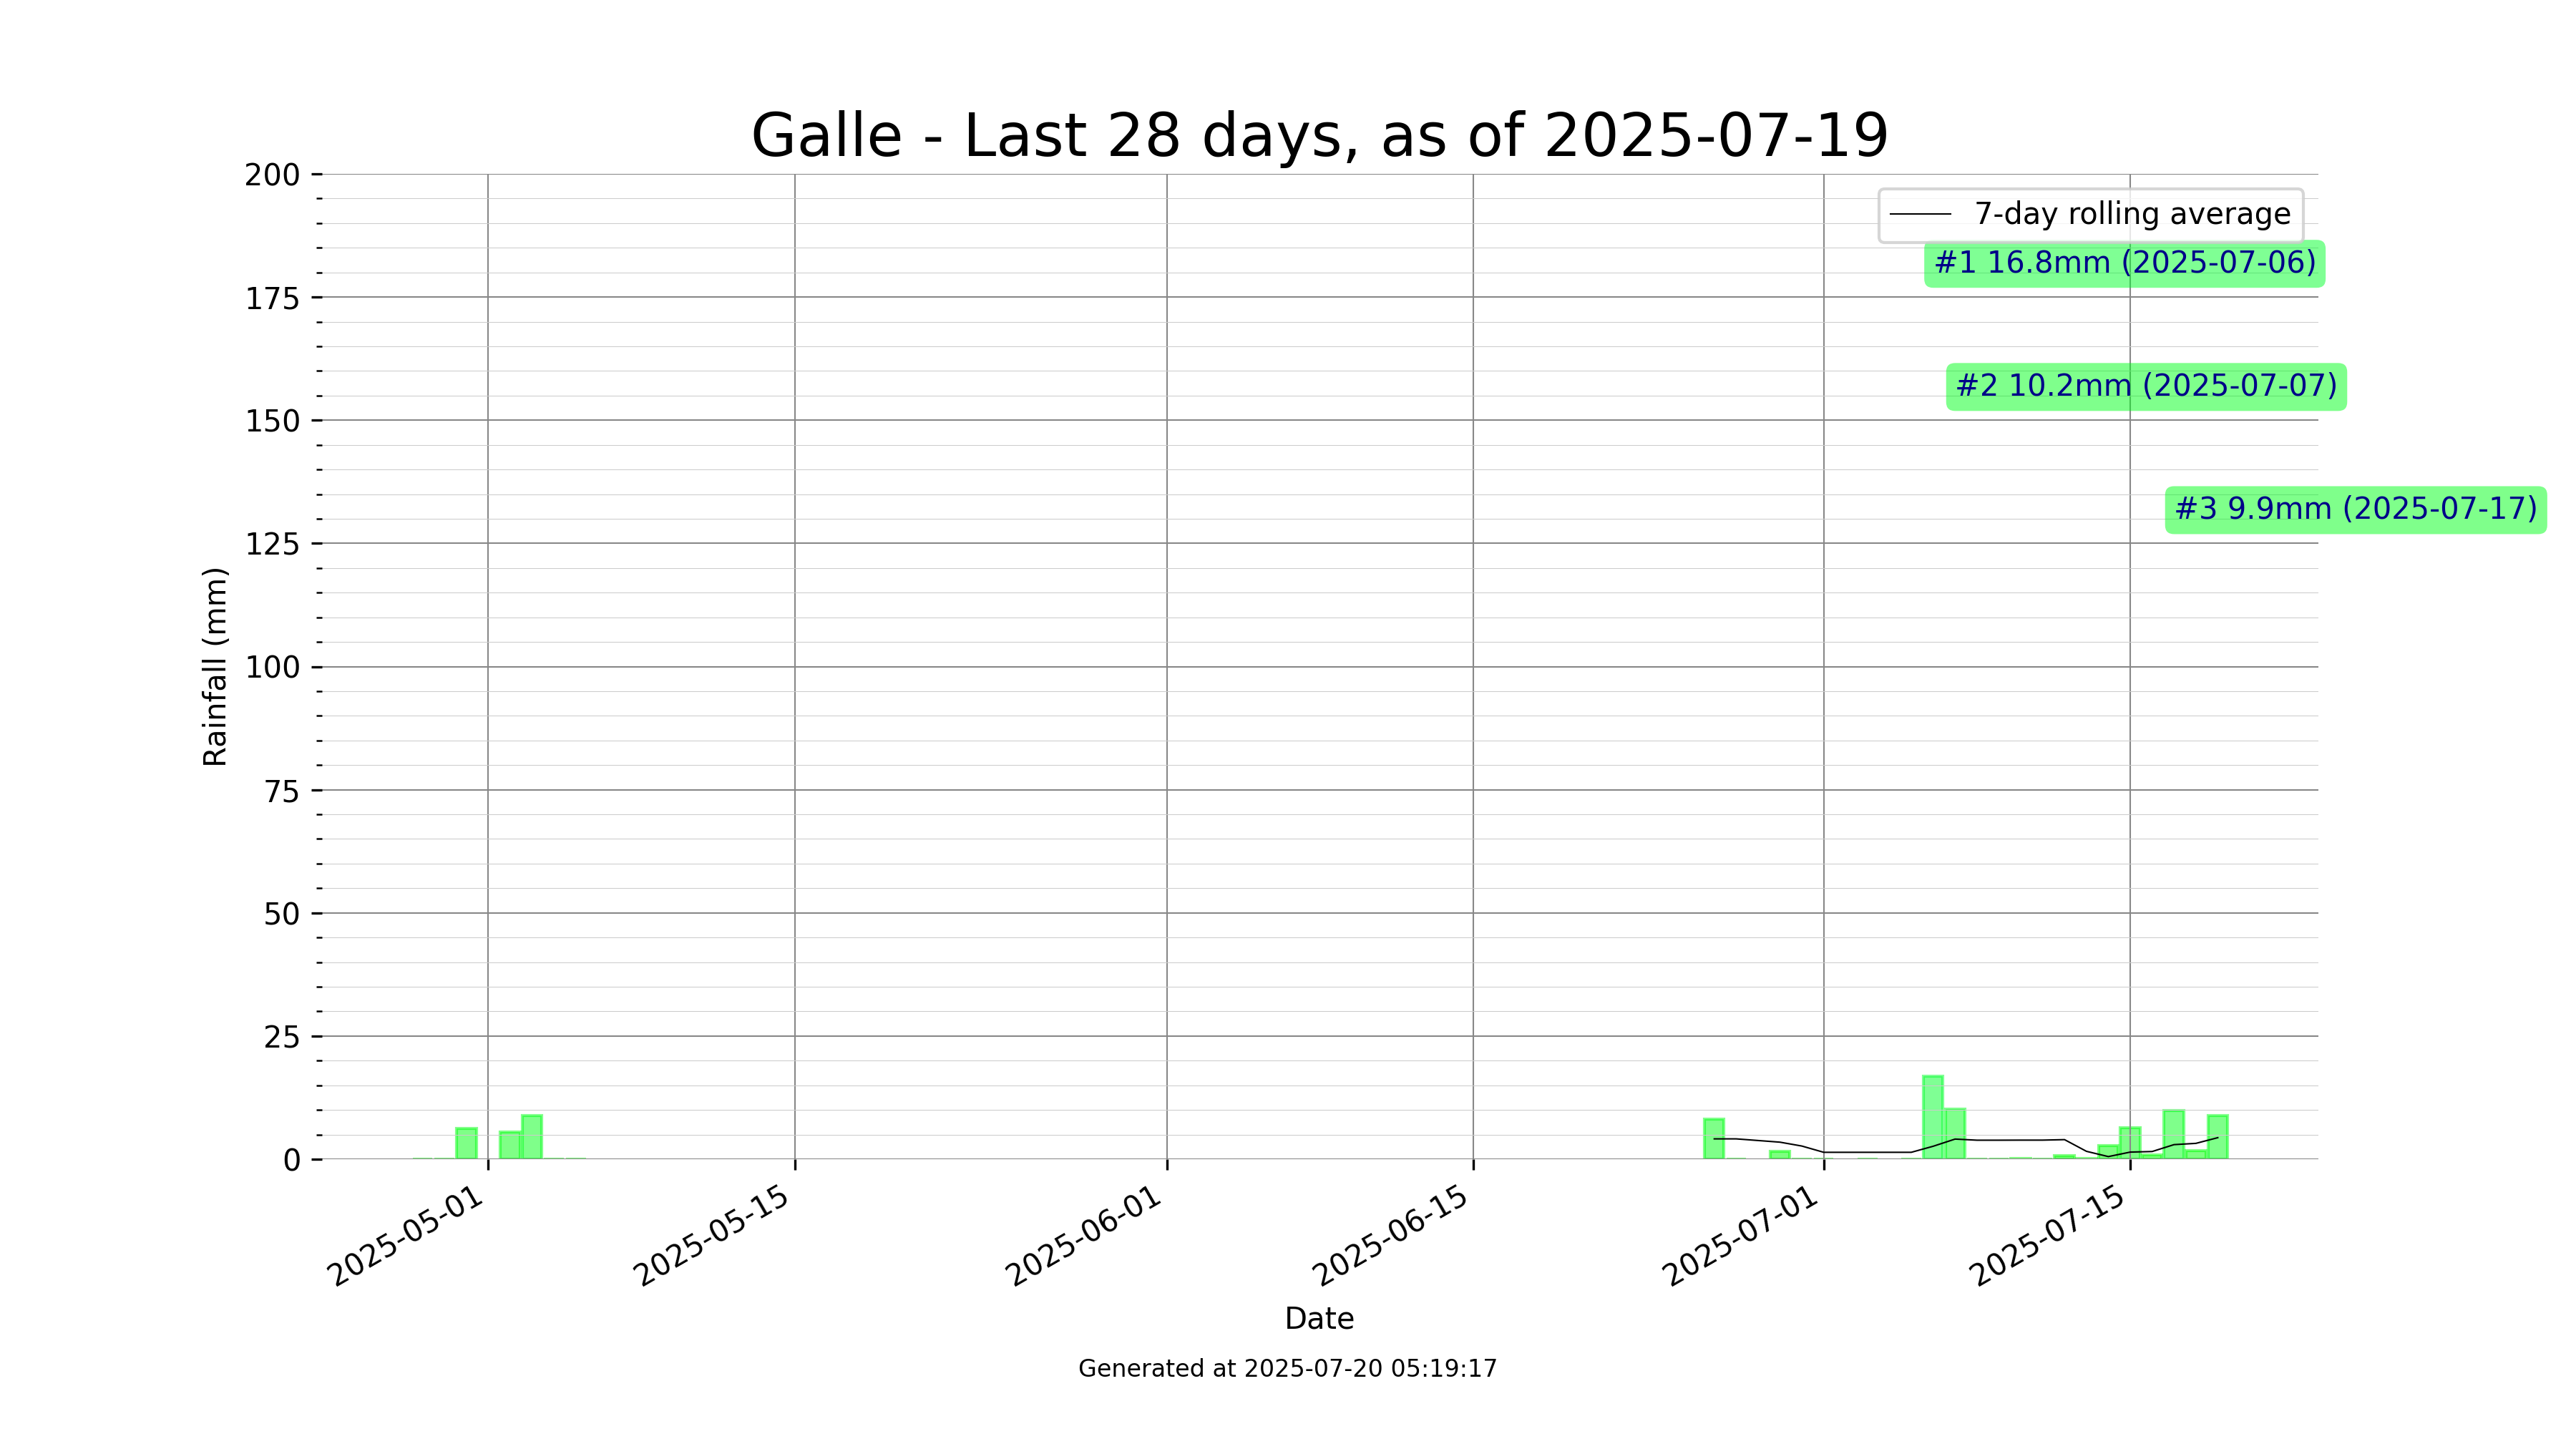 Galle - Last 28 days, as of 2025-07-19
200
175
150
125
100
75
50
25
0
Rainfall (mm)
7-day rolling average
#1 16.8mm (2025-07-06)
#2 10.2mm (2025-07-07)
#3 9.9mm (2025-07-17)
2025-05-01
2025-05-15
2025-06-01
2025-06-15
2025-07-01
2025-07-15
Date
Generated at 2025-07-20 05:19:17